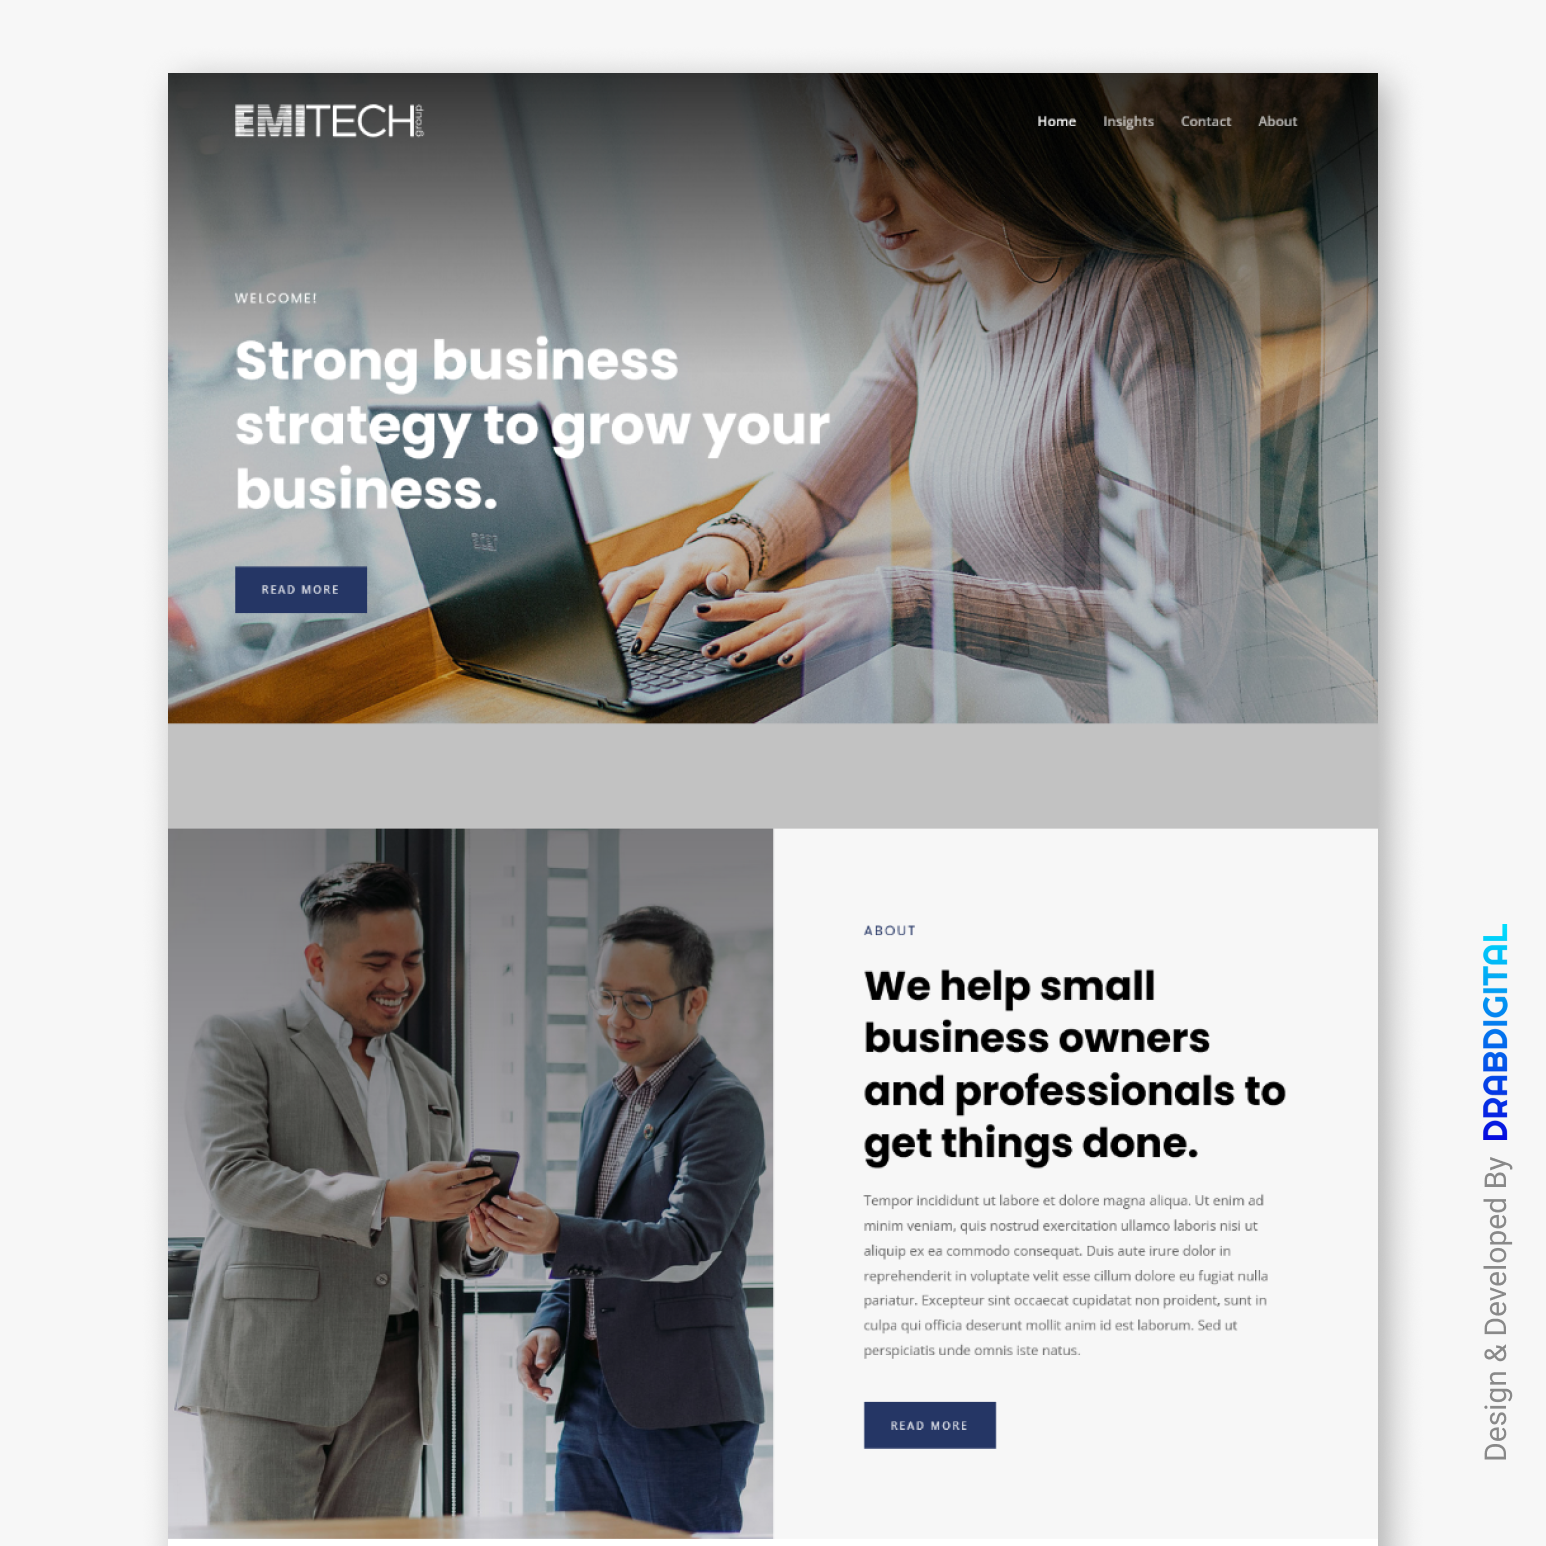 EMITECH group
Home Insights Contact About
WELCOME!
Strong business
strategy to grow your
business.
READ MORE
ABOUT
We help small
business owners
and professionals to
get things done.
Tempor incididunt ut labore et dolore magna aliqua. Ut enim ad
minim veniam, quis nostrud exercitation ullamco laboris nisi ut
aliquip ex ea commodo consequat. Duis aute irure dolor in
reprehenderit in voluptate velit esse cillum dolore eu fugiat nulla
pariatur. Excepteur sint occaecat cupidatat non proident, sunt in
culpa qui officia deserunt mollit anim id est laborum. Sed ut
perspiciatis unde omnis iste natus.
READ MORE
Design & Developed By DRABDIGITAL